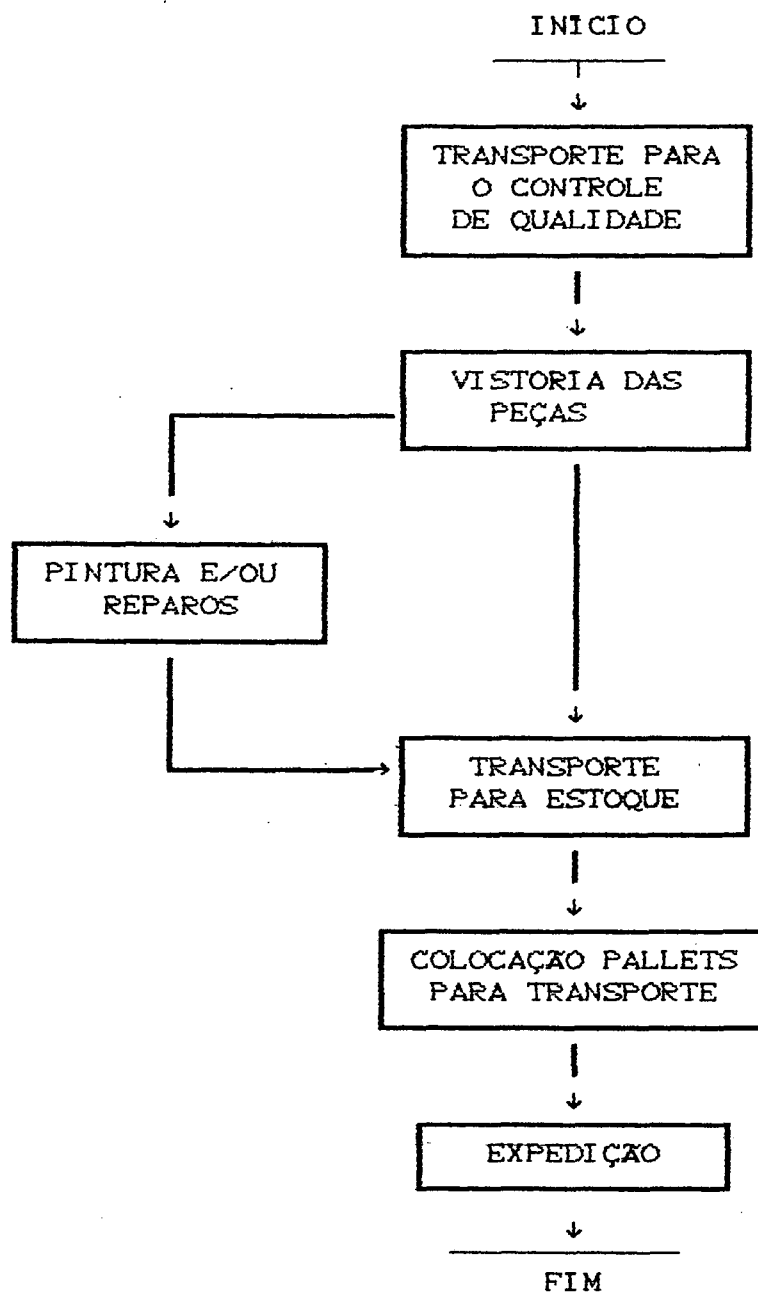 INÍCIO
TRANSPORTE PARA
O CONTROLE
DE QUALIDADE
VISTORIA DAS
PEÇAS
PINTURA E/OU
REPAROS
TRANSPORTE
PARA ESTOQUE
COLOCAÇÃO PALLETS
PARA TRANSPORTE
EXPEDIÇÃO
FIM